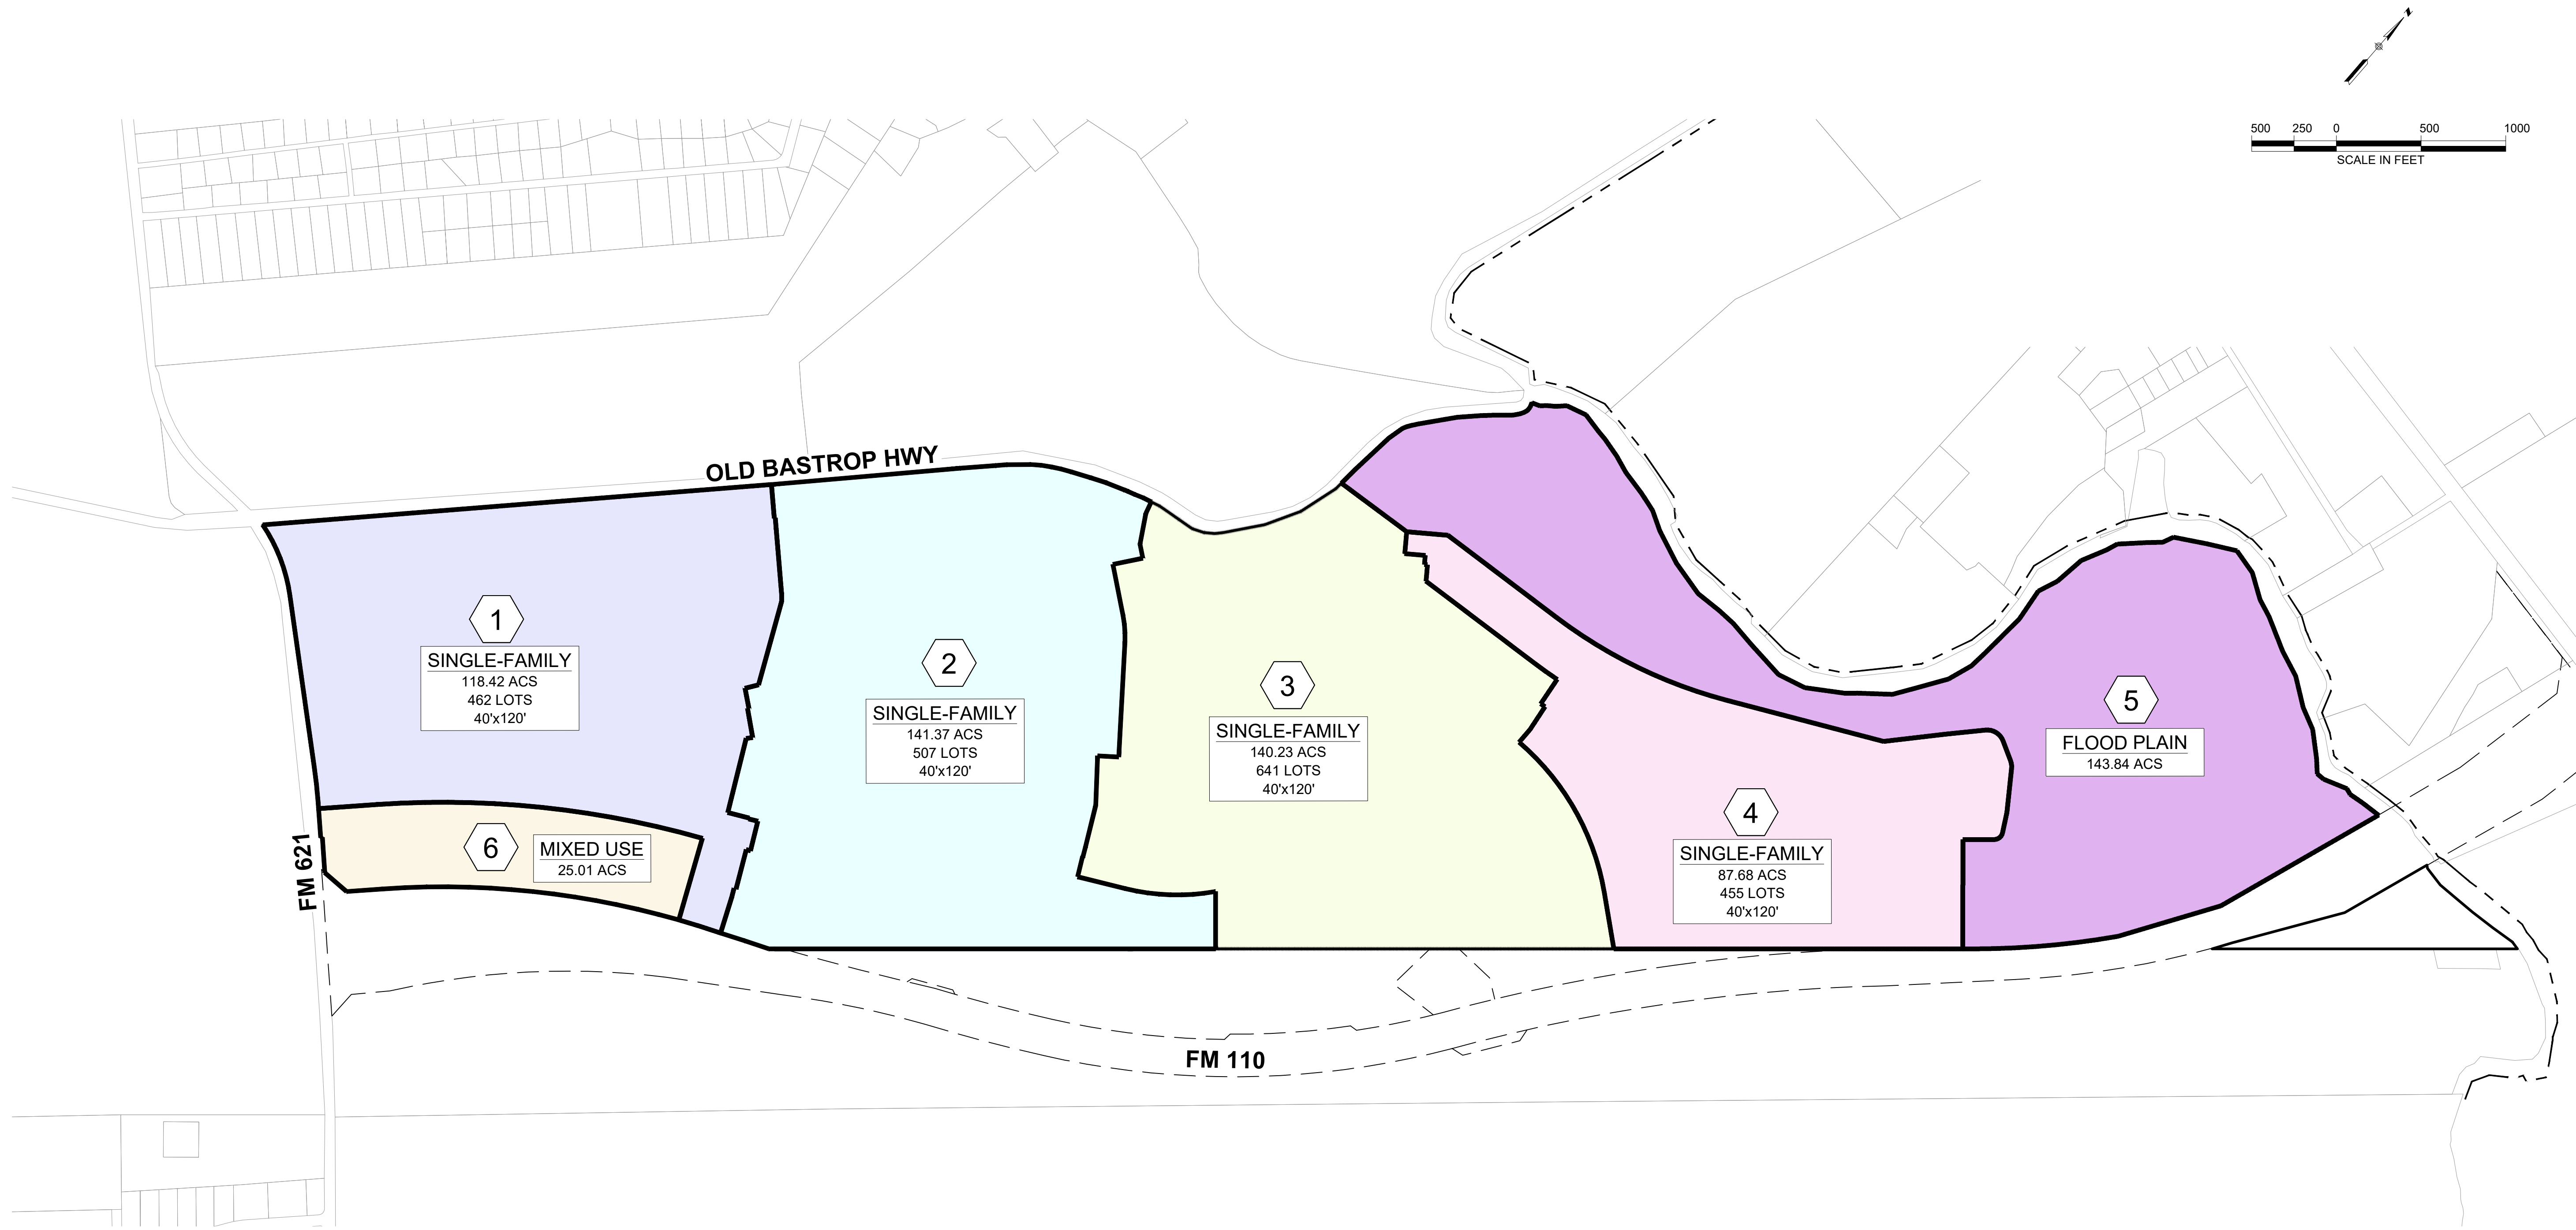 500 250 0 500 1000
SCALE IN FEET
OLD BASTROP HWY
1
SINGLE-FAMILY
118.42 ACS
462 LOTS
40'x120'
2
SINGLE-FAMILY
141.37 ACS
507 LOTS
40'x120'
3
SINGLE-FAMILY
140.23 ACS
641 LOTS
40'x120'
4
SINGLE-FAMILY
87.68 ACS
455 LOTS
40'x120'
5
FLOOD PLAIN
143.84 ACS
6
MIXED USE
25.01 ACS
FM 621
FM 110